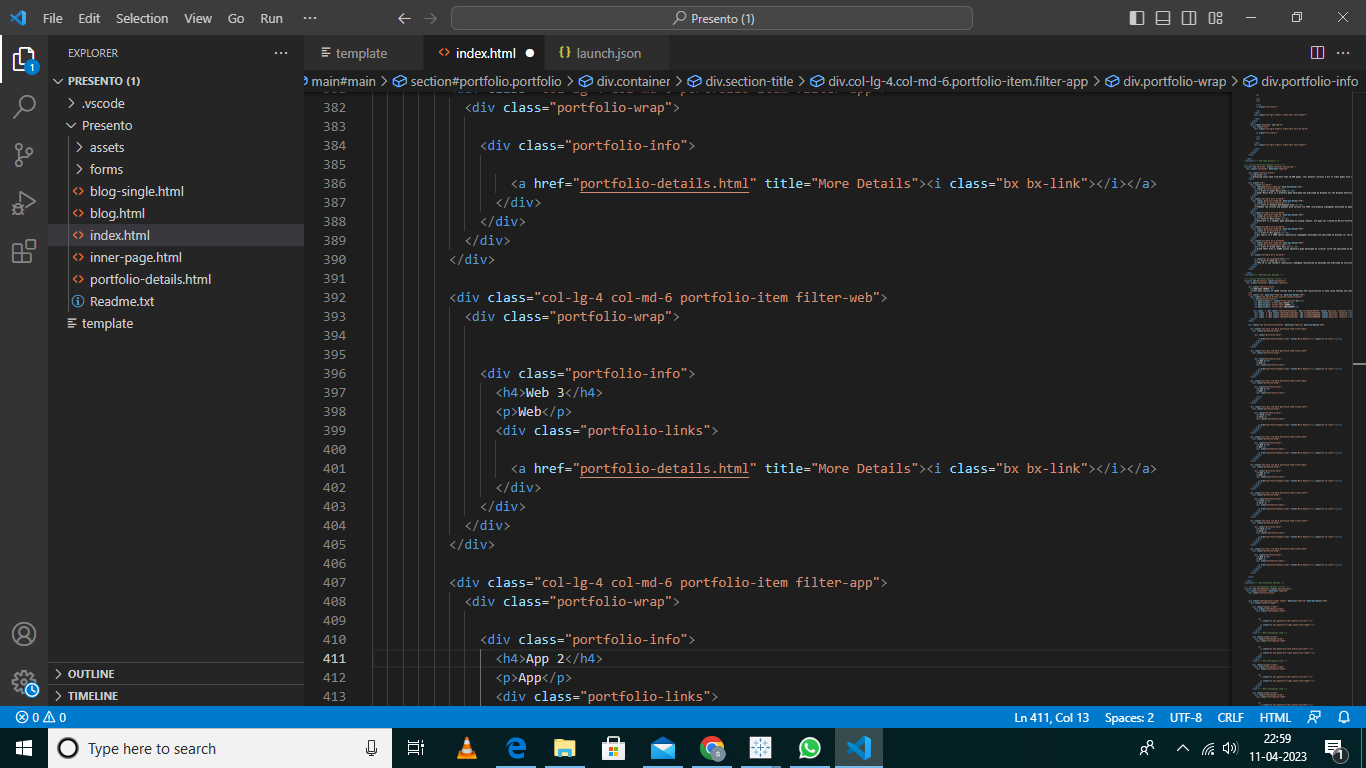 File Edit Selection View Go Run ··· Presento (1)
EXPLORER ···
template index.html launch.json
PRESENTO (1)
main#main > section#portfolio.portfolio > div.container > div.section-title > div.col-lg-4.col-md-6.portfolio-item.filter-app > div.portfolio-wrap > div.portfolio-info
.vscode
Presento
assets
forms
blog-single.html
blog.html
index.html
inner-page.html
portfolio-details.html
Readme.txt
template
OUTLINE
TIMELINE
382 <div class="portfolio-wrap">
383
384 <div class="portfolio-info">
385
386 <a href="portfolio-details.html" title="More Details"><i class="bx bx-link"></i></a>
387 </div>
388 </div>
389 </div>
390 </div>
391
392 <div class="col-lg-4 col-md-6 portfolio-item filter-web">
393 <div class="portfolio-wrap">
394
395
396 <div class="portfolio-info">
397 <h4>Web 3</h4>
398 <p>Web</p>
399 <div class="portfolio-links">
400
401 <a href="portfolio-details.html" title="More Details"><i class="bx bx-link"></i></a>
402 </div>
403 </div>
404 </div>
405 </div>
406
407 <div class="col-lg-4 col-md-6 portfolio-item filter-app">
408 <div class="portfolio-wrap">
409
410 <div class="portfolio-info">
411 <h4>App 2</h4>
412 <p>App</p>
413 <div class="portfolio-links">
1
0 0 Ln 411, Col 13 Spaces: 2 UTF-8 CRLF HTML
Type here to search
22:59
11-04-2023
1